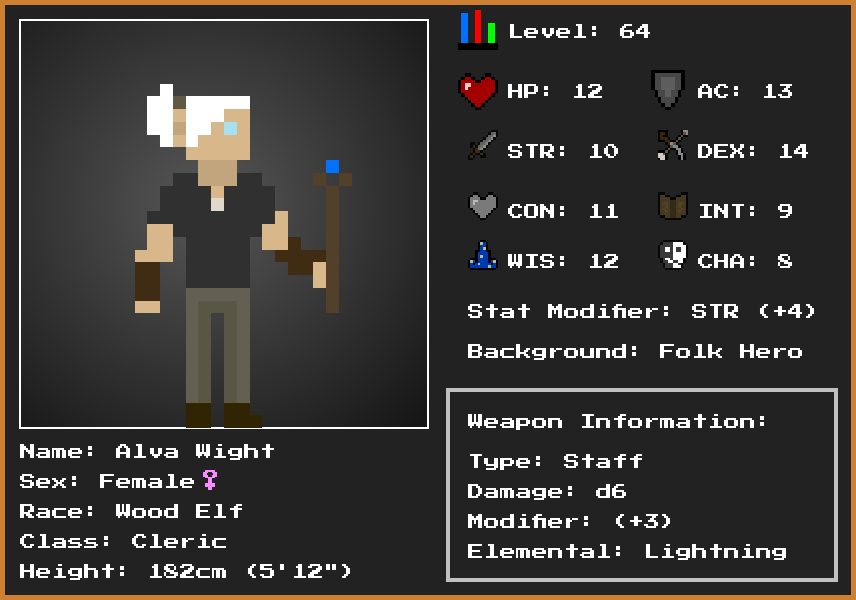 Level: 64
HP: 12 AC: 13
STR: 10 DEX: 14
CON: 11 INT: 9
WIS: 12 CHA: 8
Stat Modifier: STR (+4)
Background: Folk Hero
Weapon Information:
Type: Staff
Damage: d6
Modifier: (+3)
Elemental: Lightning
Name: Alva Wight
Sex: Female♀
Race: Wood Elf
Class: Cleric
Height: 182cm (5'12")